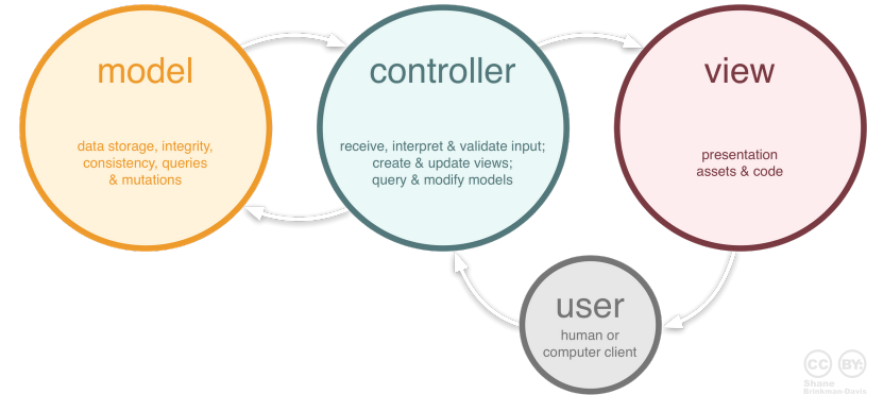 model
data storage, integrity,
consistency, queries
& mutations
controller
receive, interpret & validate input;
create & update views;
query & modify models
view
presentation
assets & code
user
human or
computer client
CC BY:
Shane
Brinkman-Davis